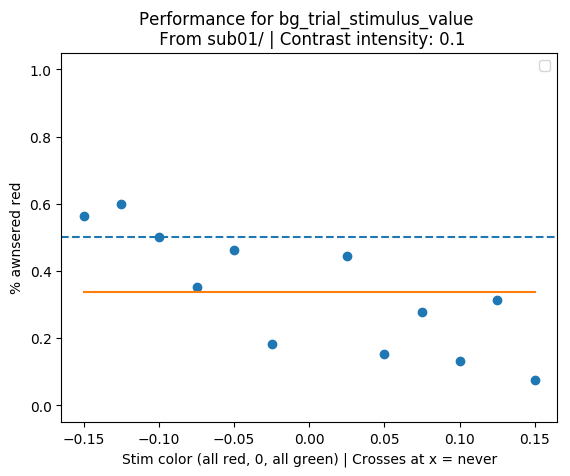 Performance for bg_trial_stimulus_value
From sub01/ | Contrast intensity: 0.1
1.0
0.8
0.6
0.4
0.2
0.0
% awnsered red
−0.15 −0.10 −0.05 0.00 0.05 0.10 0.15
Stim color (all red, 0, all green) | Crosses at x = never